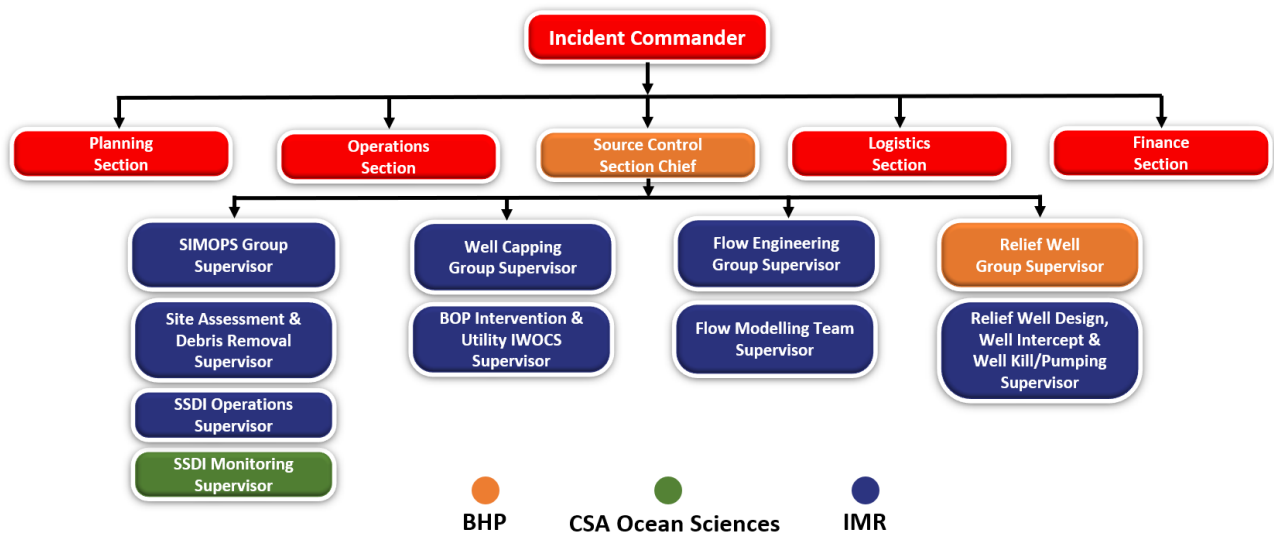 Incident Commander
Planning
Section
Operations
Section
Source Control
Section Chief
Logistics
Section
Finance
Section
SIMOPS Group
Supervisor
Well Capping
Group Supervisor
Flow Engineering
Group Supervisor
Relief Well
Group Supervisor
Site Assessment &
Debris Removal
Supervisor
BOP Intervention &
Utility IWOCS
Supervisor
Flow Modelling Team
Supervisor
Relief Well Design,
Well Intercept &
Well Kill/Pumping
Supervisor
SSDI Operations
Supervisor
SSDI Monitoring
Supervisor
BHP
CSA Ocean Sciences
IMR